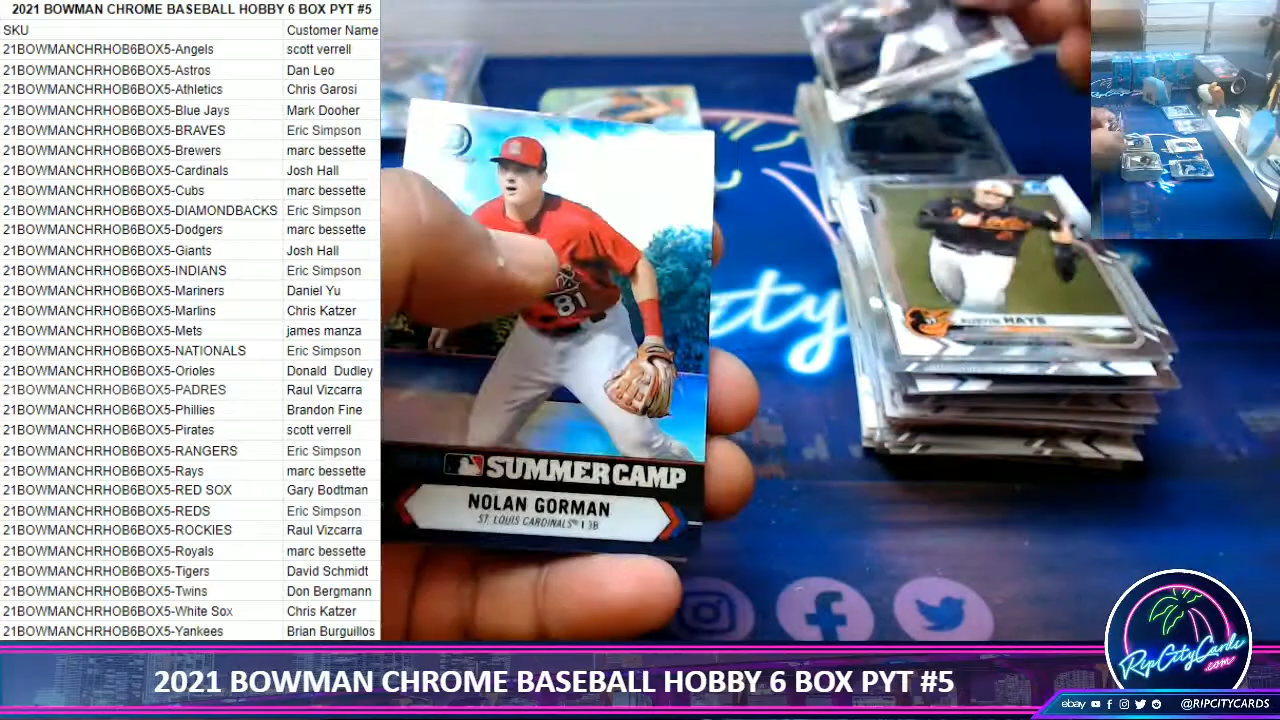 2021 BOWMAN CHROME BASEBALL HOBBY 6 BOX PYT #5
SKU Customer Name
21BOWMANCHRHOB6BOX5-Angels scott verrell
21BOWMANCHRHOB6BOX5-Astros Dan Leo
21BOWMANCHRHOB6BOX5-Athletics Chris Garosi
21BOWMANCHRHOB6BOX5-Blue Jays Mark Dooher
21BOWMANCHRHOB6BOX5-BRAVES Eric Simpson
21BOWMANCHRHOB6BOX5-Brewers marc bessette
21BOWMANCHRHOB6BOX5-Cardinals Josh Hall
21BOWMANCHRHOB6BOX5-Cubs marc bessette
21BOWMANCHRHOB6BOX5-DIAMONDBACKS Eric Simpson
21BOWMANCHRHOB6BOX5-Dodgers marc bessette
21BOWMANCHRHOB6BOX5-Giants Josh Hall
21BOWMANCHRHOB6BOX5-INDIANS Eric Simpson
21BOWMANCHRHOB6BOX5-Mariners Daniel Yu
21BOWMANCHRHOB6BOX5-Marlins Chris Katzer
21BOWMANCHRHOB6BOX5-Mets james manza
21BOWMANCHRHOB6BOX5-NATIONALS Eric Simpson
21BOWMANCHRHOB6BOX5-Orioles Donald Dudley
21BOWMANCHRHOB6BOX5-PADRES Raul Vizcarra
21BOWMANCHRHOB6BOX5-Phillies Brandon Fine
21BOWMANCHRHOB6BOX5-Pirates scott verrell
21BOWMANCHRHOB6BOX5-RANGERS Eric Simpson
21BOWMANCHRHOB6BOX5-Rays marc bessette
21BOWMANCHRHOB6BOX5-RED SOX Gary Bodtman
21BOWMANCHRHOB6BOX5-REDS Eric Simpson
21BOWMANCHRHOB6BOX5-ROCKIES Raul Vizcarra
21BOWMANCHRHOB6BOX5-Royals marc bessette
21BOWMANCHRHOB6BOX5-Tigers David Schmidt
21BOWMANCHRHOB6BOX5-Twins Don Bergmann
21BOWMANCHRHOB6BOX5-White Sox Chris Katzer
21BOWMANCHRHOB6BOX5-Yankees Brian Burguillos
81
SUMMER CAMP
NOLAN GORMAN
ST. LOUIS CARDINALS® | 3B
HAYS
ty
RipCityCards
.com
2021 BOWMAN CHROME BASEBALL HOBBY 6 BOX PYT #5
ebay @RIPCITYCARDS